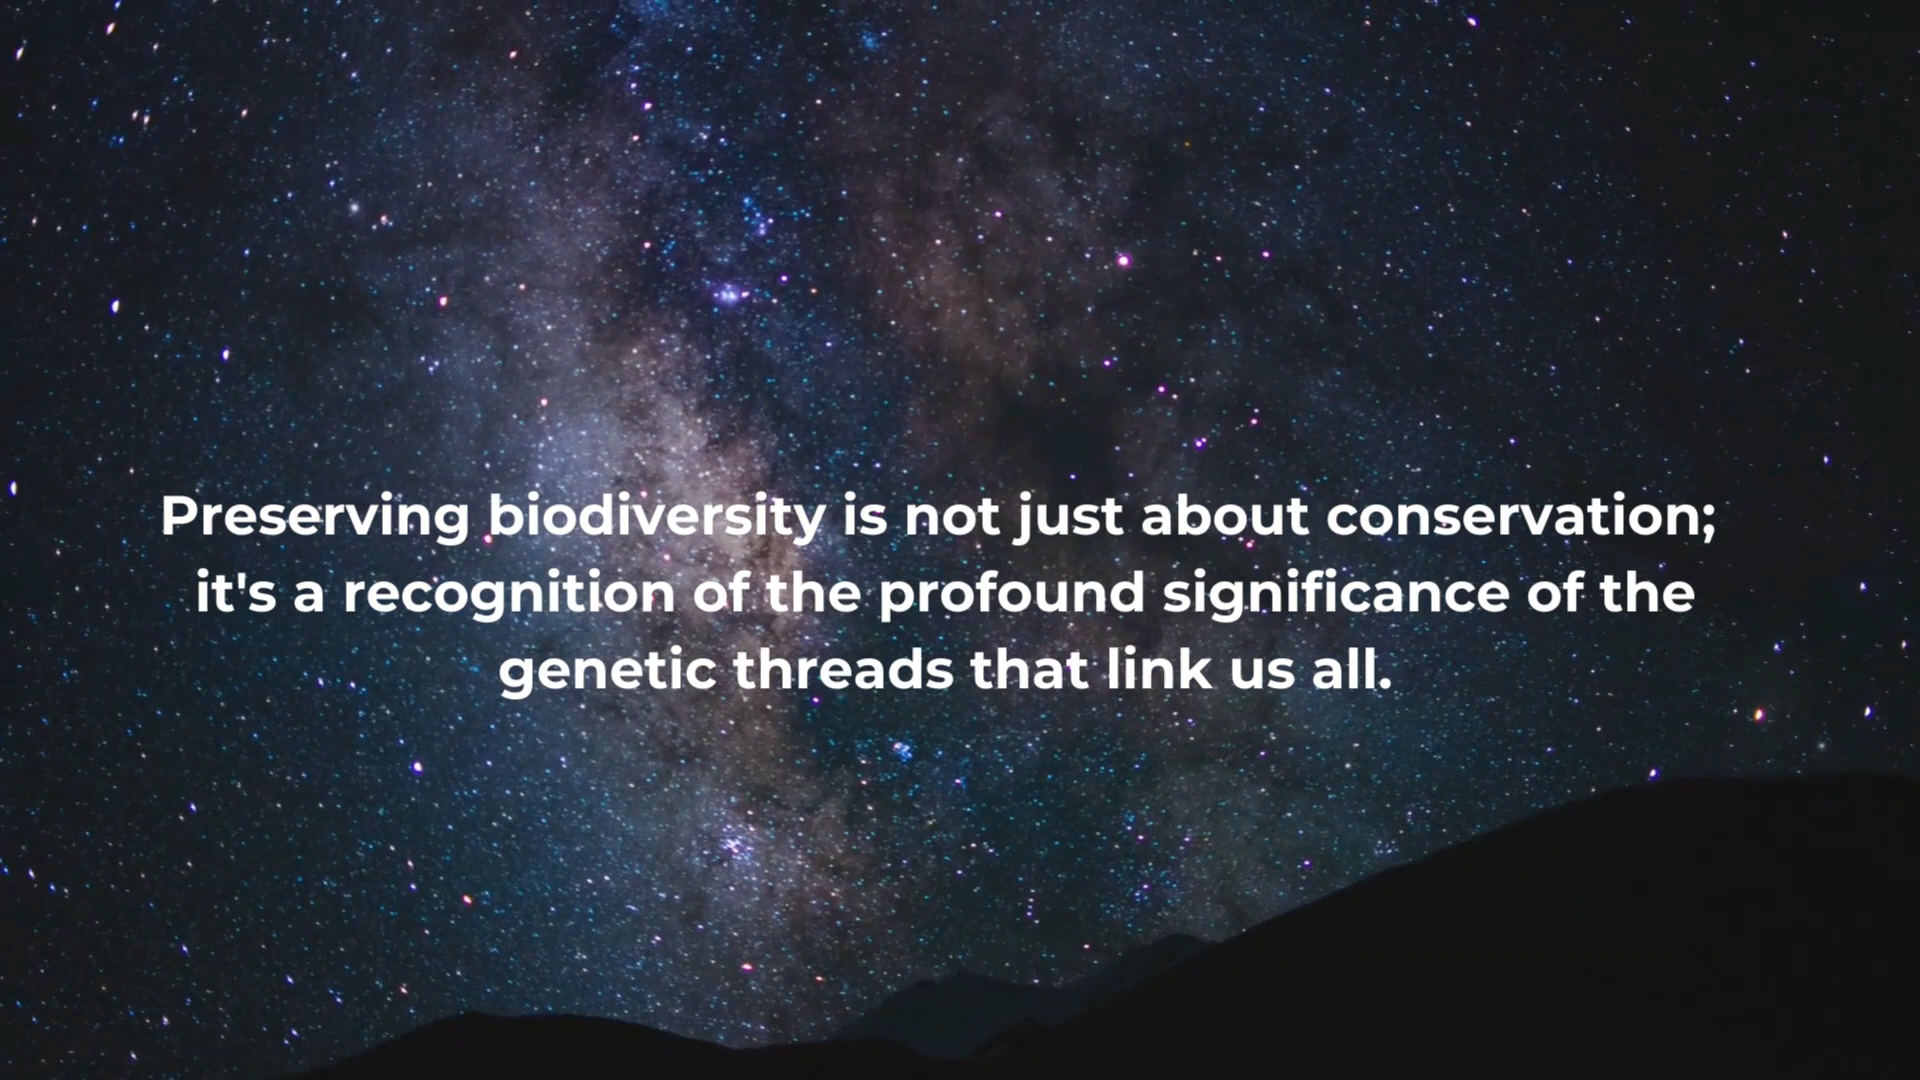 Preserving biodiversity is not just about conservation;
it's a recognition of the profound significance of the
genetic threads that link us all.